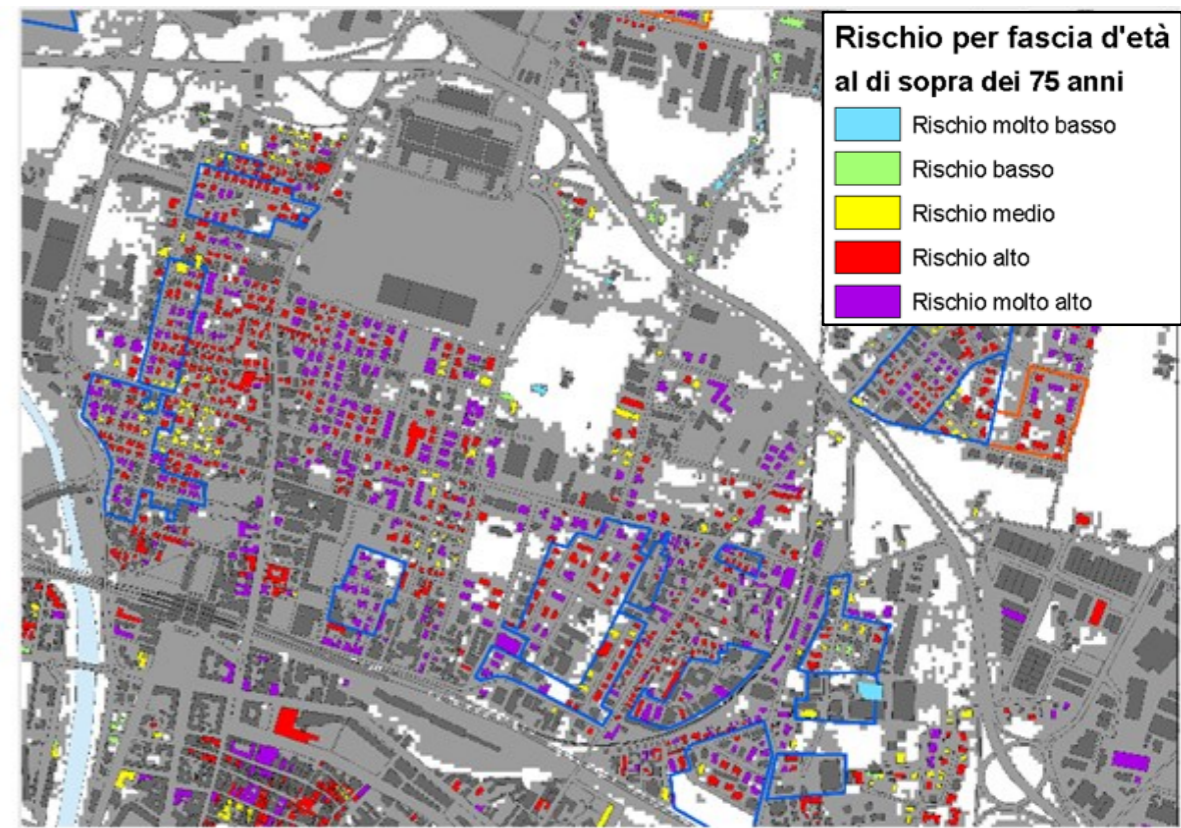 Rischio per fascia d'età
al di sopra dei 75 anni
Rischio molto basso
Rischio basso
Rischio medio
Rischio alto
Rischio molto alto